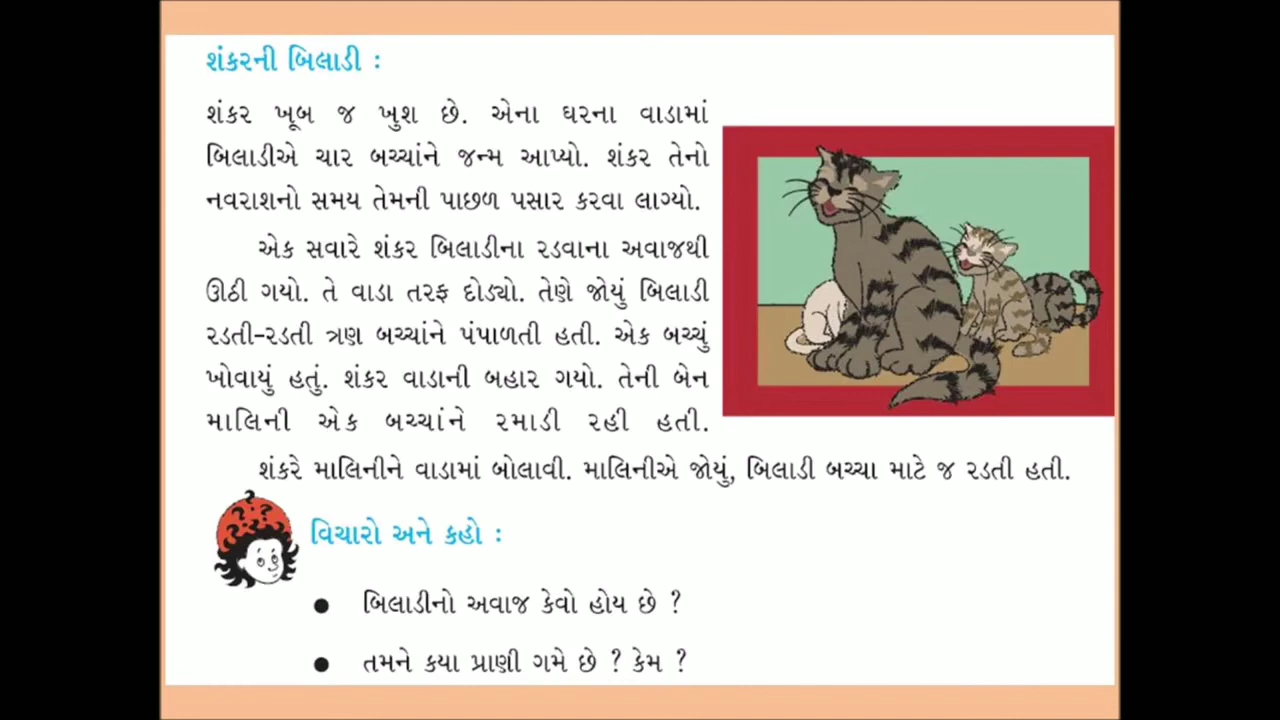 શંકરની બિલાડી :
શંકર ખૂબ જ ખુશ છે. એના ઘરના વાડામાં
બિલાડીએ ચાર બચ્ચાંને જન્મ આપ્યો. શંકર તેનો
નવરાશનો સમય તેમની પાછળ પસાર કરવા લાગ્યો.
એક સવારે શંકર બિલાડીના રડવાના અવાજથી
ઊઠી ગયો. તે વાડા તરફ દોડ્યો. તેણે જોયું બિલાડી
રડતી-રડતી ત્રણ બચ્ચાંને પંપાળતી હતી. એક બચ્ચું
ખોવાયું હતું. શંકર વાડાની બહાર ગયો. તેની બેન
માલિની એક બચ્ચાંને રમાડી રહી હતી.
શંકરે માલિનીને વાડામાં બોલાવી. માલિનીએ જોયું, બિલાડી બચ્ચા માટે જ રડતી હતી.
વિચારો અને કહો :
● બિલાડીનો અવાજ કેવો હોય છે ?
● તમને કયા પ્રાણી ગમે છે ? કેમ ?